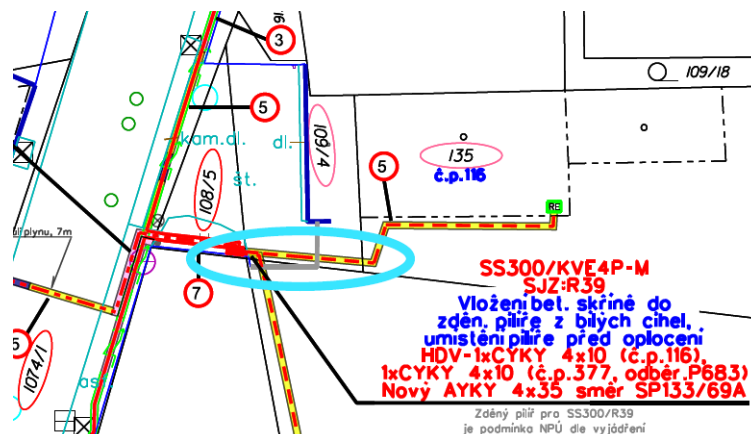 3
109/18
5
kam.dl.
dl.
109/4
135
č.p.116
5
108/5
št.
RE
plynu, 7m
7
SS300/KVE4P-M
SJZ:R39
Vložení bet. skříně do
zděn. pilíře z bílých cihel,
umístění pilíře před oplocení
HDV-1xCYKY 4x10 (č.p.116),
1xCYKY 4x10 (č.p.377, odběr.P683)
Nový AYKY 4x35 směr SP133/69A
1074/1
as
Zděný pilíř pro SS300/R39
je podmínka NPÚ dle vyjádření